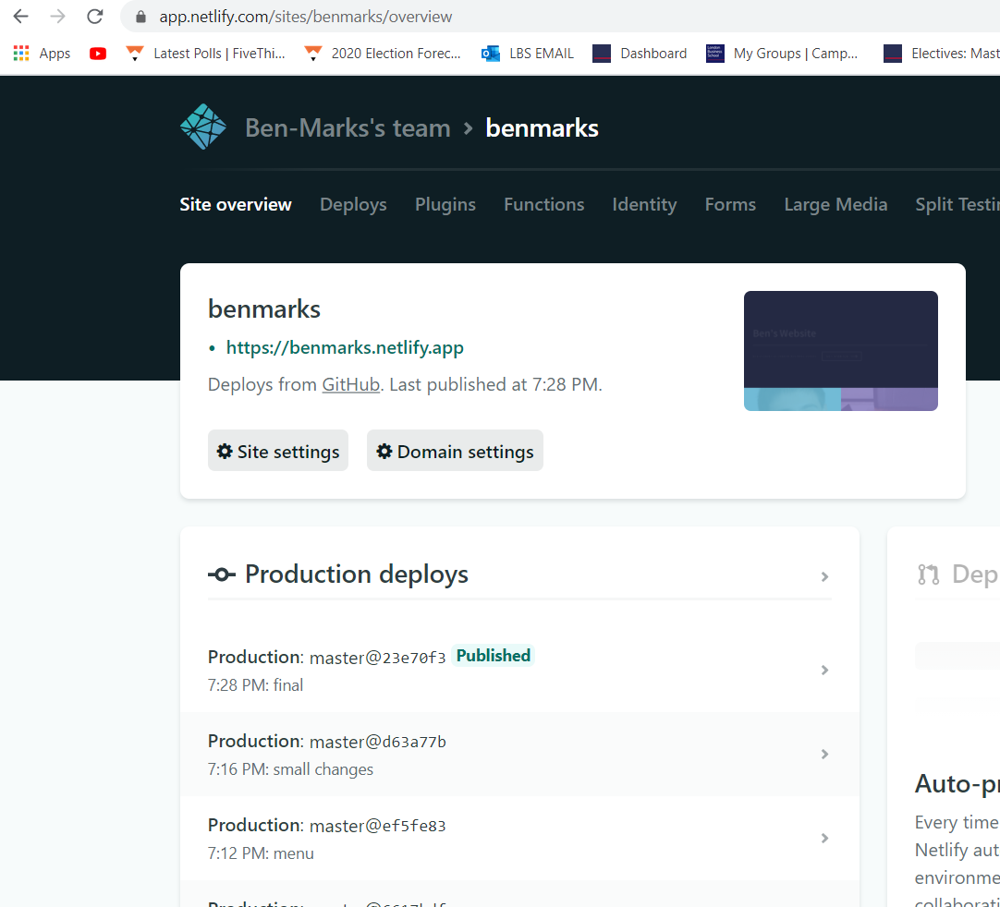 app.netlify.com/sites/benmarks/overview
Apps Latest Polls | FiveThi... 2020 Election Forec... LBS EMAIL Dashboard London Business School My Groups | Camp... Electives: Mast
Ben-Marks's team > benmarks
Site overview Deploys Plugins Functions Identity Forms Large Media Split Testin
benmarks
• https://benmarks.netlify.app
Deploys from GitHub. Last published at 7:28 PM.
Ben's Website
Site settings Domain settings
Production deploys
Dep
Production: master@23e70f3 Published
7:28 PM: final
Production: master@d63a77b
7:16 PM: small changes
Auto-pr
Production: master@ef5fe83
Every time
7:12 PM: menu
Netlify aut
environme
collaborati